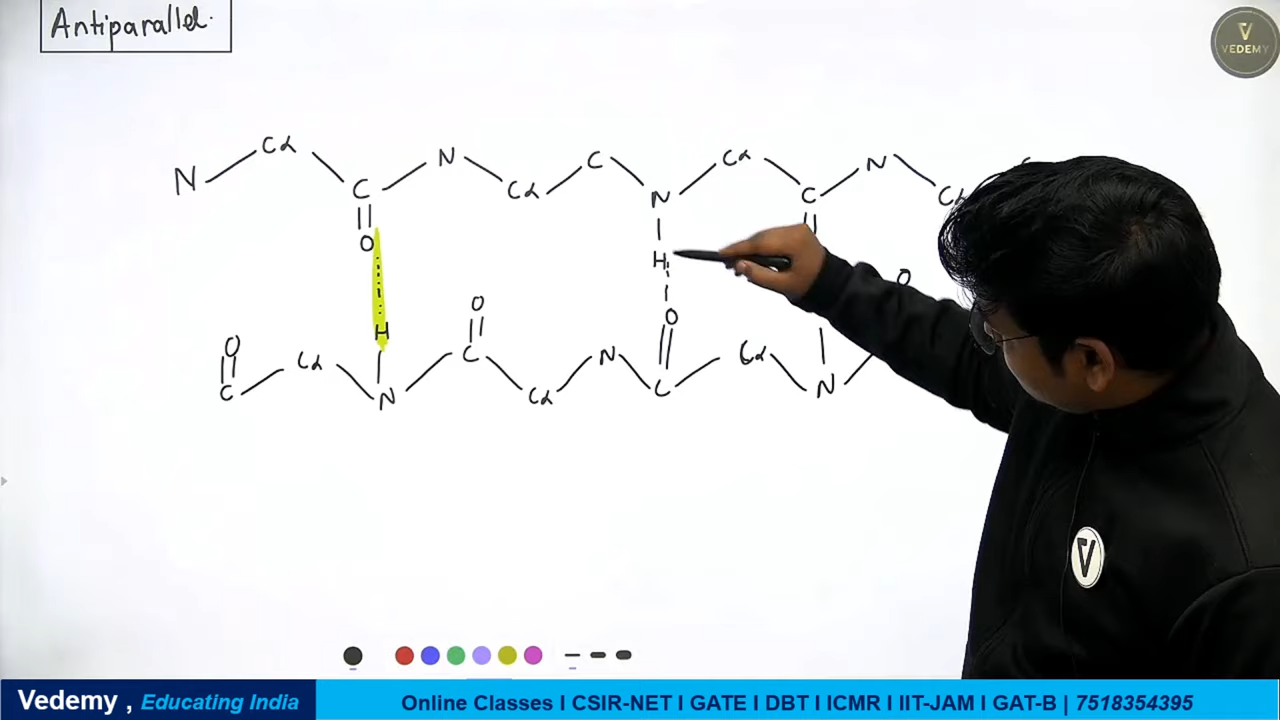 Antiparallel.
V
VEDEMY
Cα N C Cα N
N C Cα N C Cα
O H
O H O O
O Cα C N Cα
C N Cα C N
V
Vedemy , Educating India
Online Classes I CSIR-NET I GATE I DBT I ICMR I IIT-JAM I GAT-B | 7518354395